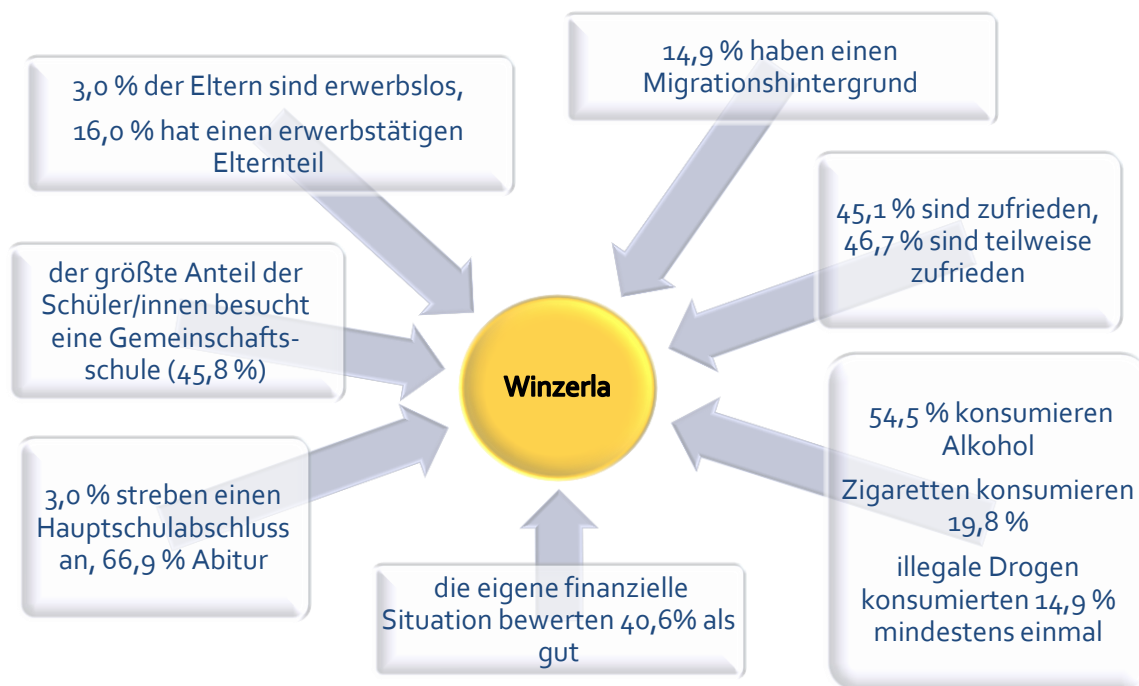 3,0 % der Eltern sind erwerbslos,
16,0 % hat einen erwerbstätigen
Elternteil
14,9 % haben einen
Migrationshintergrund
45,1 % sind zufrieden,
46,7 % sind teilweise
zufrieden
der größte Anteil der
Schüler/innen besucht
eine Gemeinschafts-
schule (45,8 %)
Winzerla
54,5 % konsumieren
Alkohol
Zigaretten konsumieren
19,8 %
illegale Drogen
konsumierten 14,9 %
mindestens einmal
3,0 % streben einen
Hauptschulabschluss
an, 66,9 % Abitur
die eigene finanzielle
Situation bewerten 40,6% als
gut